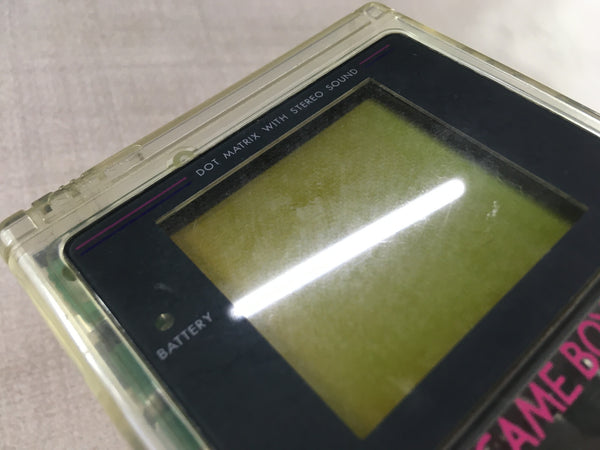 DOT MATRIX WITH STEREO SOUND
BATTERY
GAME BOY